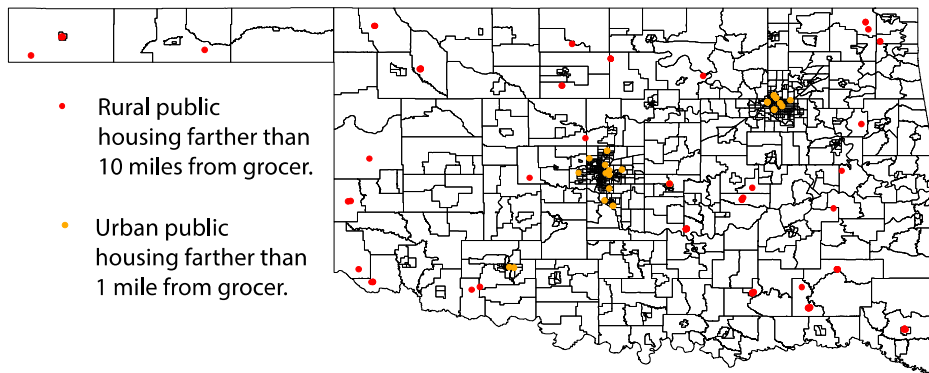 Rural public
housing farther than
10 miles from grocer.
Urban public
housing farther than
1 mile from grocer.